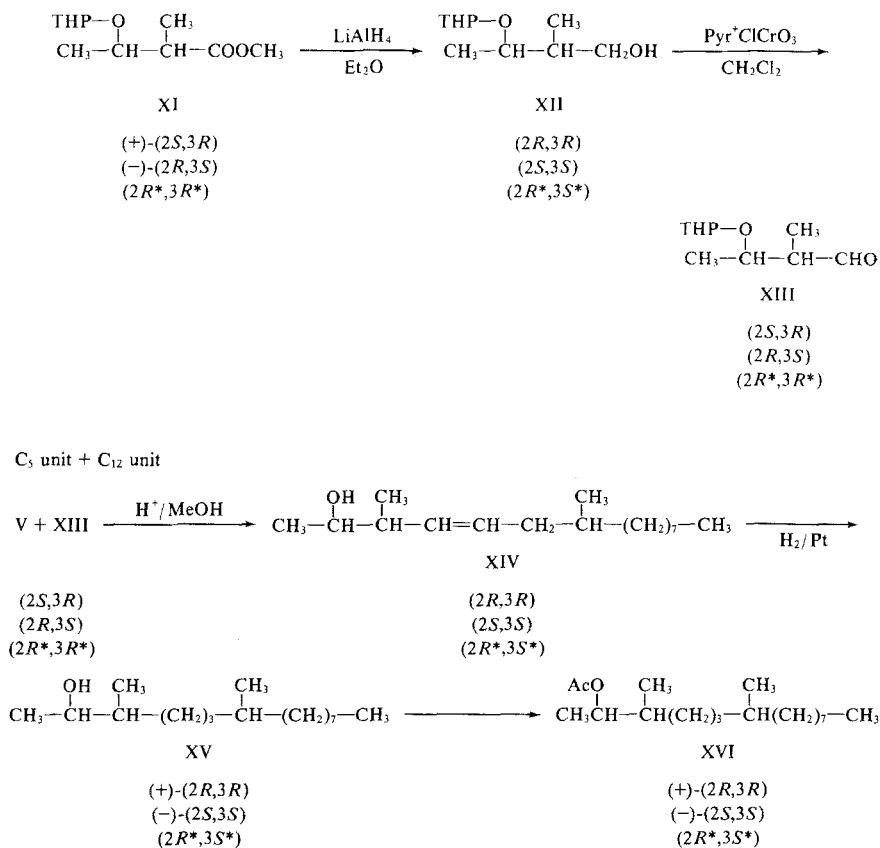 THP—O CH₃ LiAlH₄ THP—O CH₃ Pyr⁺ClCrO₃
CH₃—CH—CH—COOCH₃ Et₂O CH₃—CH—CH—CH₂OH CH₂Cl₂
XI XII
(+)-(2S,3R) (2R,3R)
(−)-(2R,3S) (2S,3S)
(2R*,3R*) (2R*,3S*)
THP—O CH₃
CH₃—CH—CH—CHO
XIII
(2S,3R)
(2R,3S)
(2R*,3R*)
C₅ unit + C₁₂ unit
OH CH₃ CH₃
V + XIII H⁺/MeOH CH₃—CH—CH—CH=CH—CH₂—CH—(CH₂)₇—CH₃ H₂/Pt
XIV
(2S,3R) (2R,3R)
(2R,3S) (2S,3S)
(2R*,3R*) (2R*,3S*)
OH CH₃ CH₃ AcO CH₃ CH₃
CH₃—CH—CH—(CH₂)₃—CH—(CH₂)₇—CH₃ CH₃CH—CH(CH₂)₃—CH(CH₂)₇—CH₃
XV XVI
(+)-(2R,3R) (+)-(2R,3R)
(−)-(2S,3S) (−)-(2S,3S)
(2R*,3S*) (2R*,3S*)